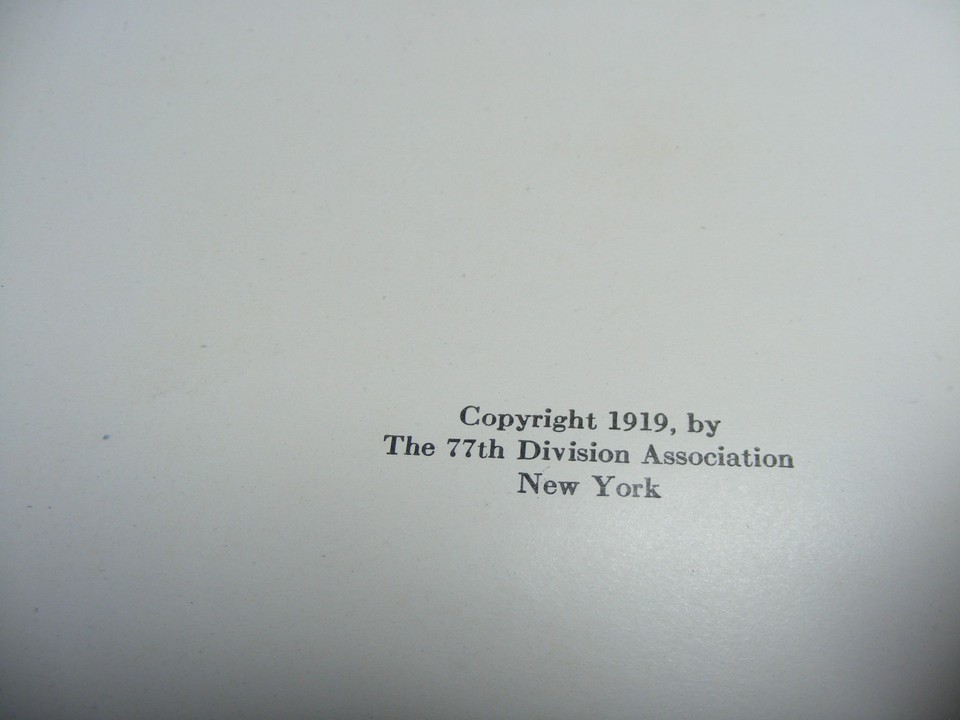 Copyright 1919, by
The 77th Division Association
New York